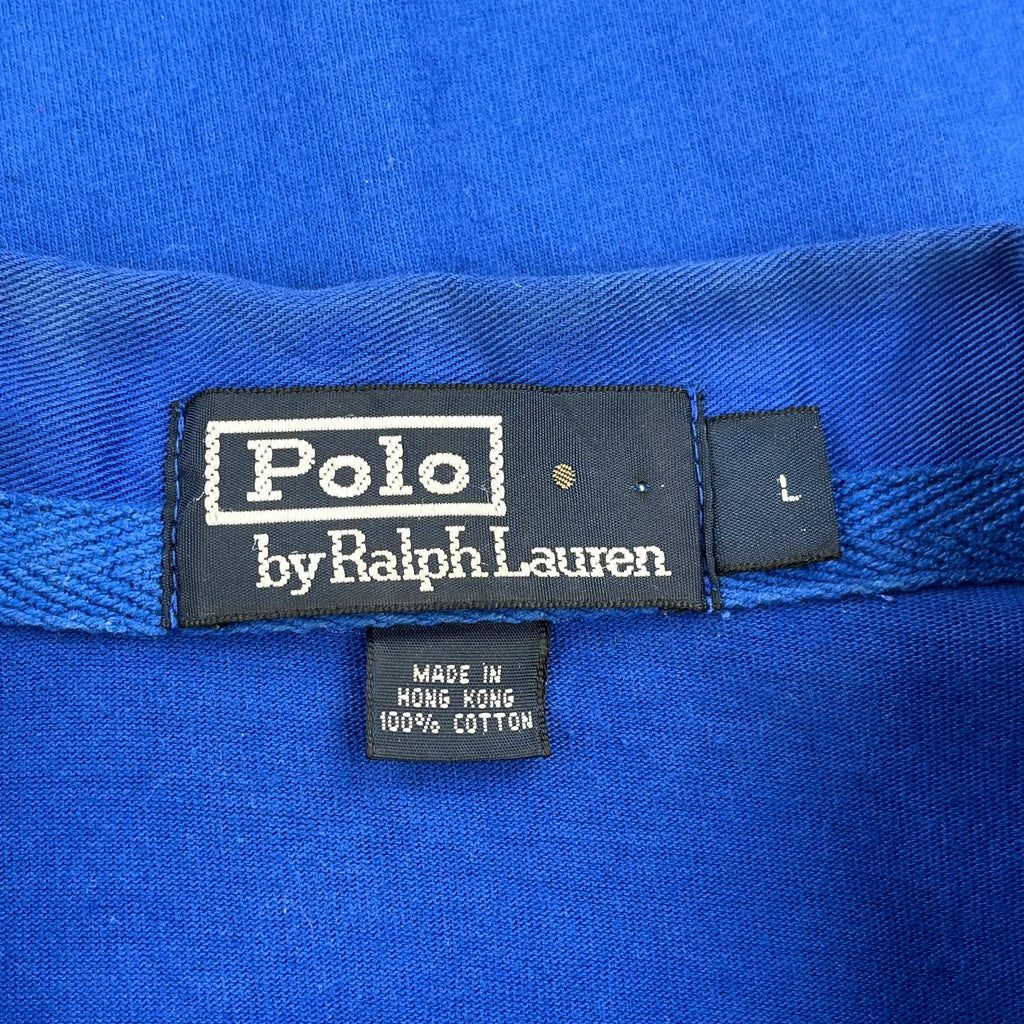 Polo
by Ralph Lauren
L
MADE IN
HONG KONG
100% COTTON